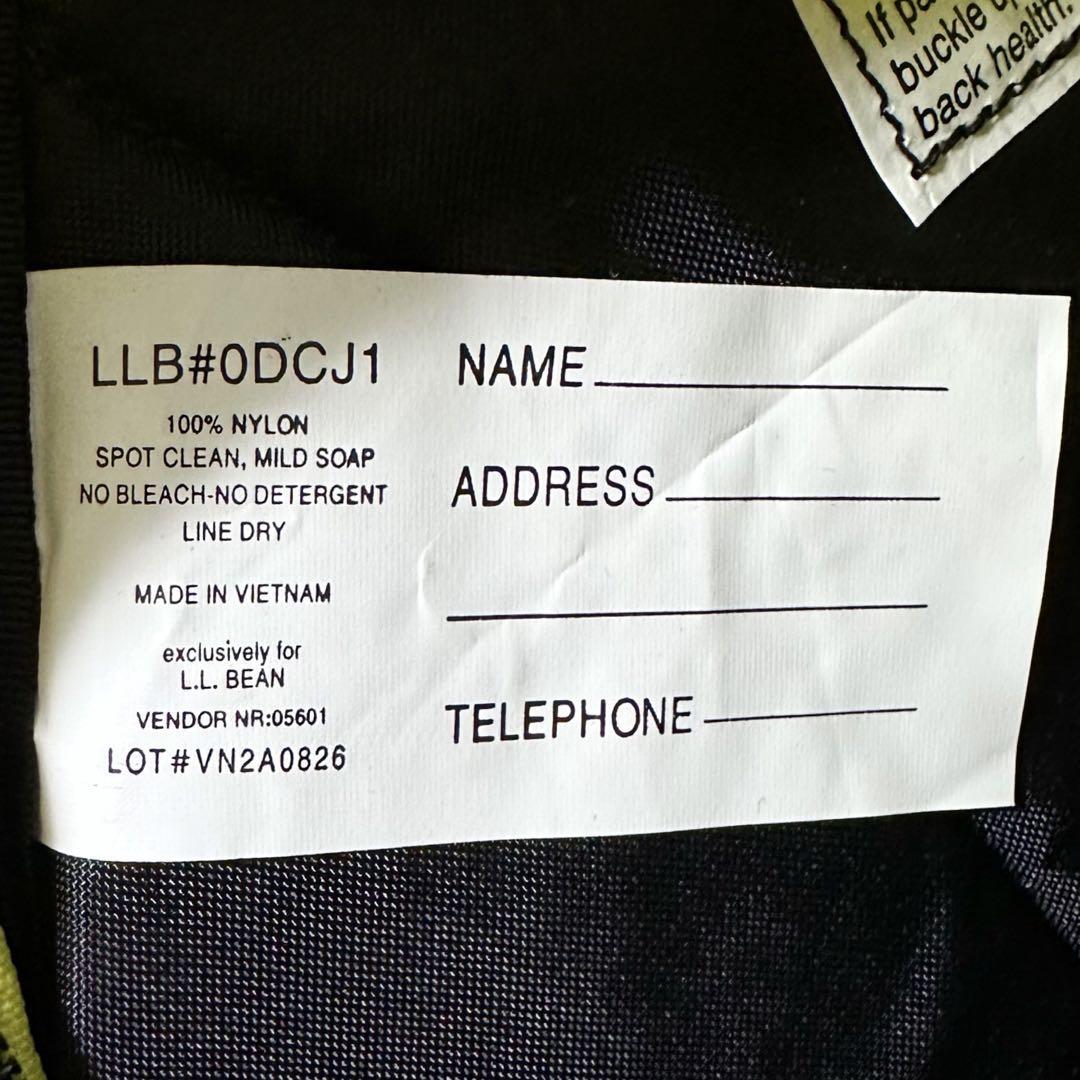 If
buckle
back health.
LLB#0DCJ1
100% NYLON
SPOT CLEAN, MILD SOAP
NO BLEACH-NO DETERGENT
LINE DRY
MADE IN VIETNAM
exclusively for
L.L. BEAN
VENDOR NR:05601
LOT#VN2A0826
NAME
ADDRESS
TELEPHONE